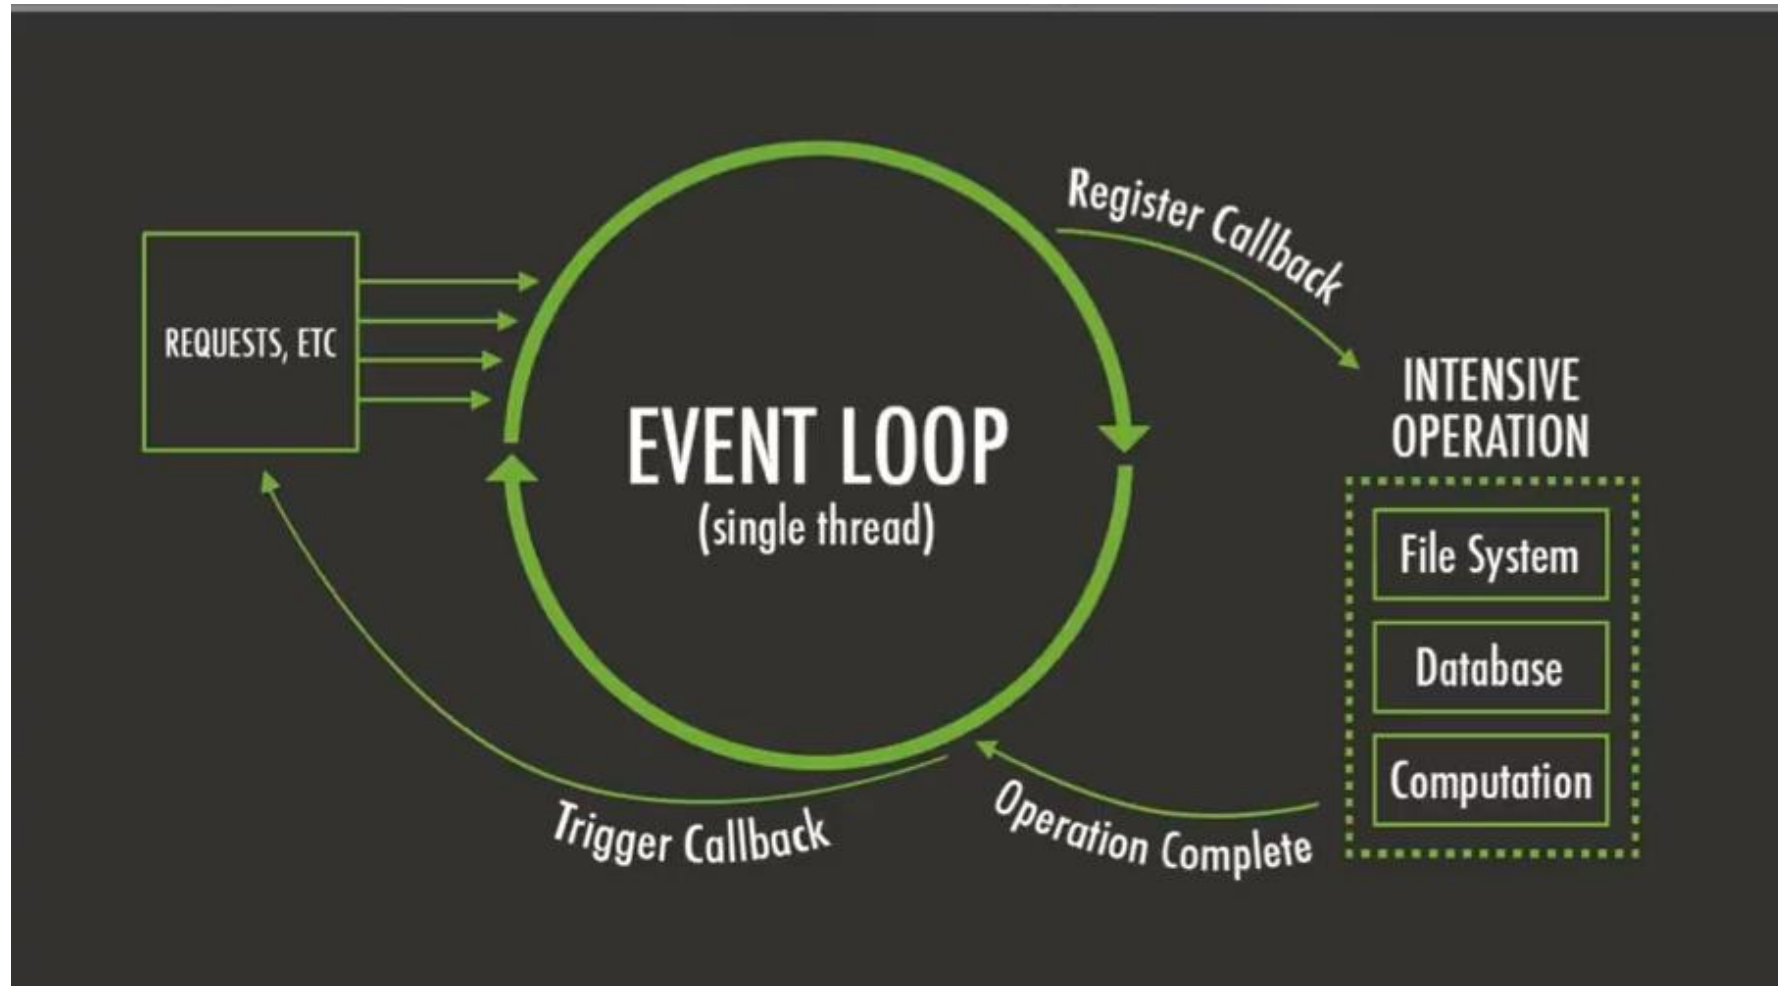 Register Callback
REQUESTS, ETC
EVENT LOOP
(single thread)
INTENSIVE
OPERATION
File System
Database
Computation
Operation Complete
Trigger Callback